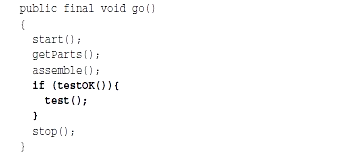 public final void go()
{
  start();
  getParts();
  assemble();
  if (testOK()){
    test();
  }
  stop();
}